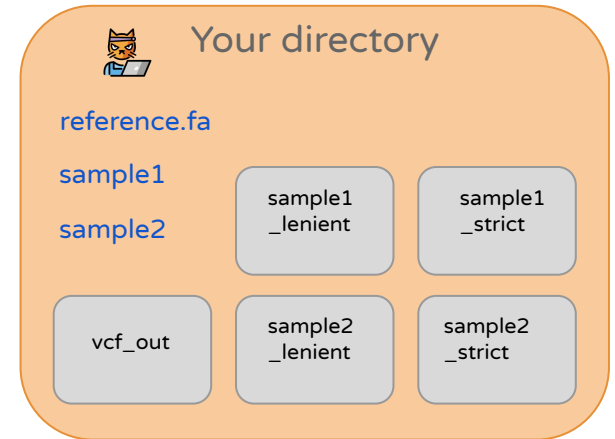 Your directory
reference.fa
sample1
sample2
sample1
_lenient
sample1
_strict
vcf_out
sample2
_lenient
sample2
_strict